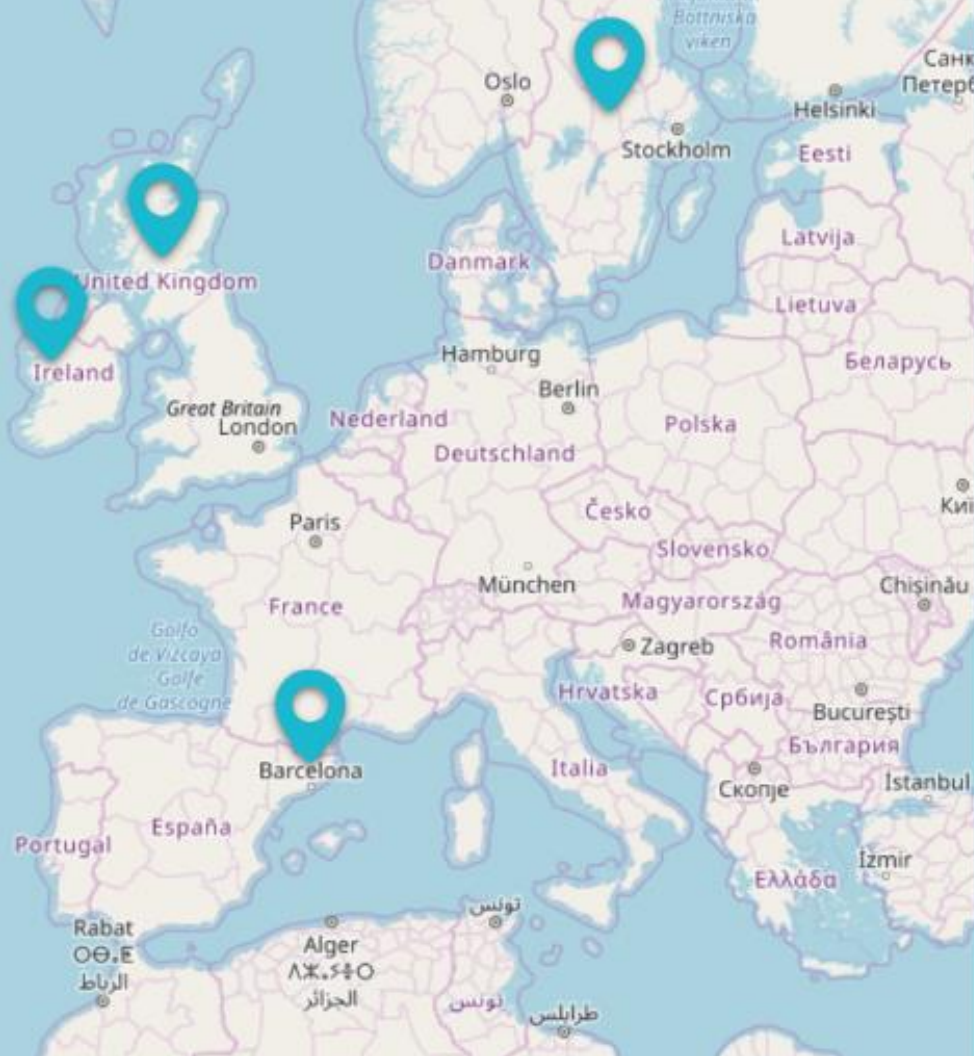 Bottniska
viken
Oslo
Helsinki
Stockholm
Eesti
Latvija
Danmark
United Kingdom
Lietuva
Hamburg
Беларусь
Ireland
Berlin
Great Britain
London
Nederland
Polska
Deutschland
Česko
Paris
Slovensko
München
Chișinău
France
Magyarország
Golfo
de Vizcaya
Golfe
de Gascogne
Zagreb
România
Hrvatska
Србија
București
България
Barcelona
Italia
Скопје
İstanbul
España
Portugal
İzmir
Ελλάδα
تونس
Rabat
ⵔⴱⴰⵟ
الرباط
Alger
الجزائر
تونس
طرابلس